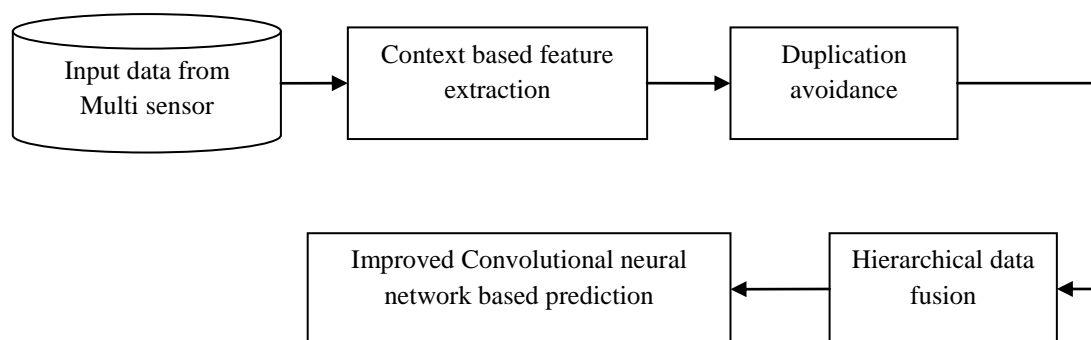 Input data from
Multi sensor
Context based feature
extraction
Duplication
avoidance
Improved Convolutional neural
network based prediction
Hierarchical data
fusion